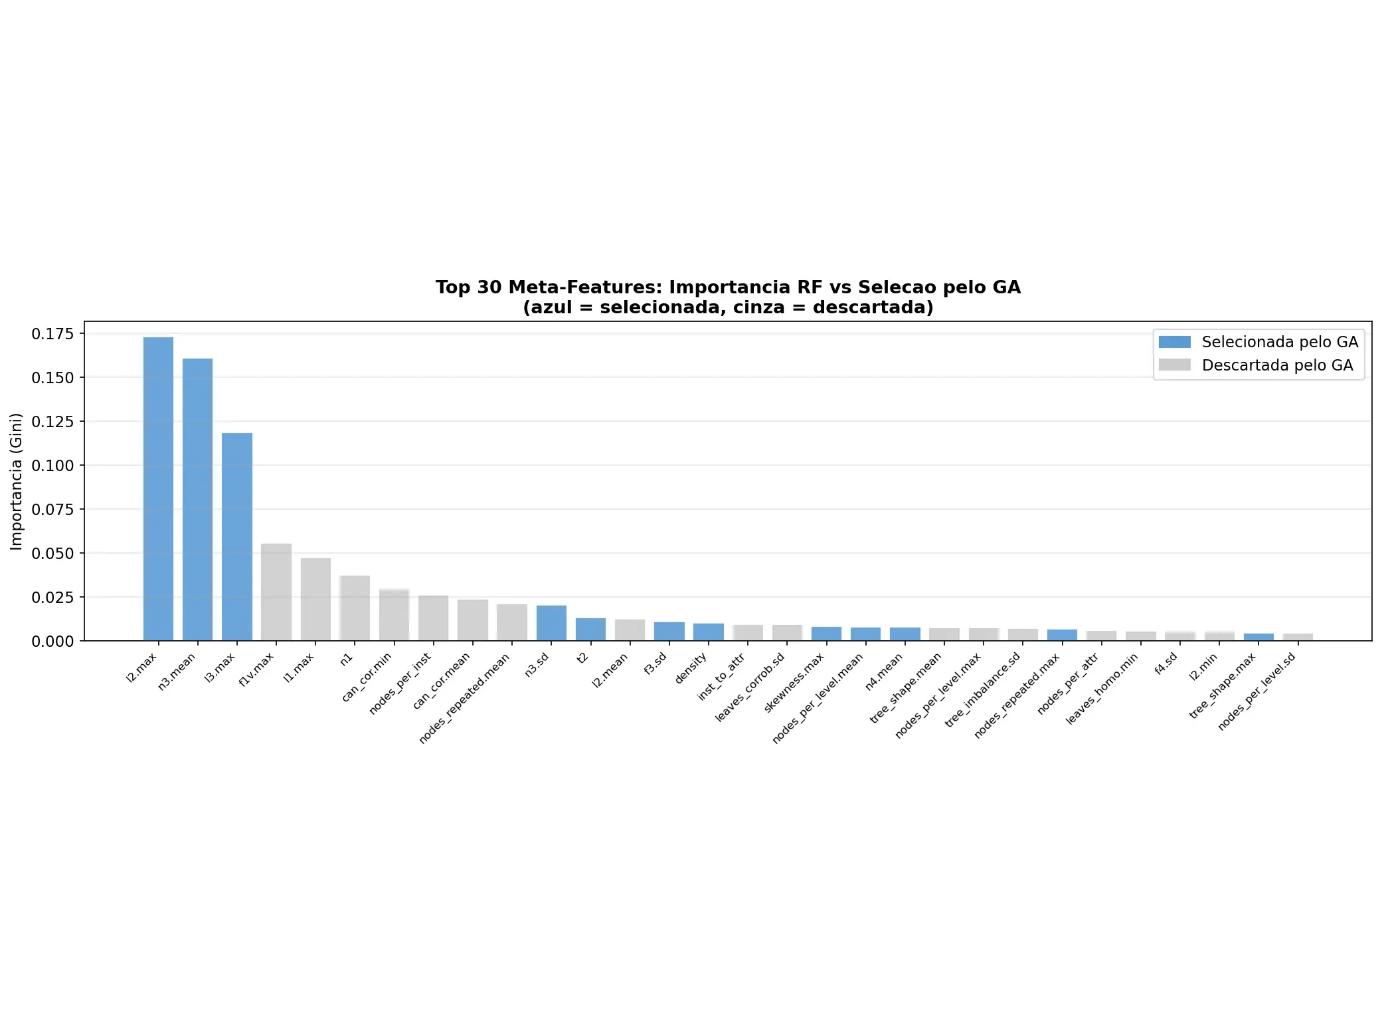 Top 30 Meta-Features: Importancia RF vs Selecao pelo GA
(azul = selecionada, cinza = descartada)
Selecionada pelo GA
Descartada pelo GA
Importancia (Gini)
0.175
0.150
0.125
0.100
0.075
0.050
0.025
0.000
l2.max
n3.mean
l3.max
f1v.max
l1.max
n1
can_cor.min
nodes_per_inst
can_cor.mean
nodes_repeated.mean
n3.sd
t2
l2.mean
f3.sd
density
inst_to_attr
leaves_corrob.sd
skewness.max
nodes_per_level.mean
n4.mean
tree_shape.mean
nodes_per_level.max
tree_imbalance.sd
nodes_repeated.max
nodes_per_attr
leaves_homo.min
f4.sd
l2.min
tree_shape.max
nodes_per_level.sd